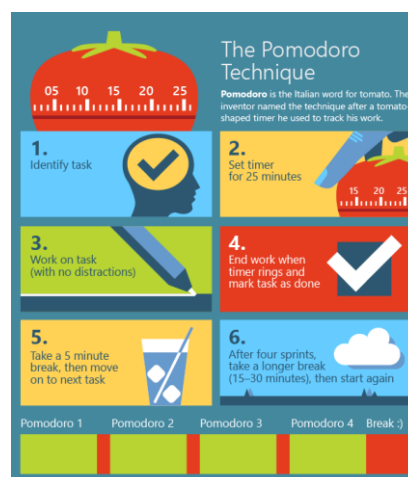 The Pomodoro
Technique
Pomodoro is the Italian word for tomato. The
inventor named the technique after a tomato-
shaped timer he used to track his work.
05 10 15 20 25
1.
Identify task
2.
Set timer
for 25 minutes
15 20 25
3.
Work on task
(with no distractions)
4.
End work when
timer rings and
mark task as done
5.
Take a 5 minute
break, then move
on to next task
6.
After four sprints,
take a longer break
(15–30 minutes), then start again
Pomodoro 1 Pomodoro 2 Pomodoro 3 Pomodoro 4 Break :)